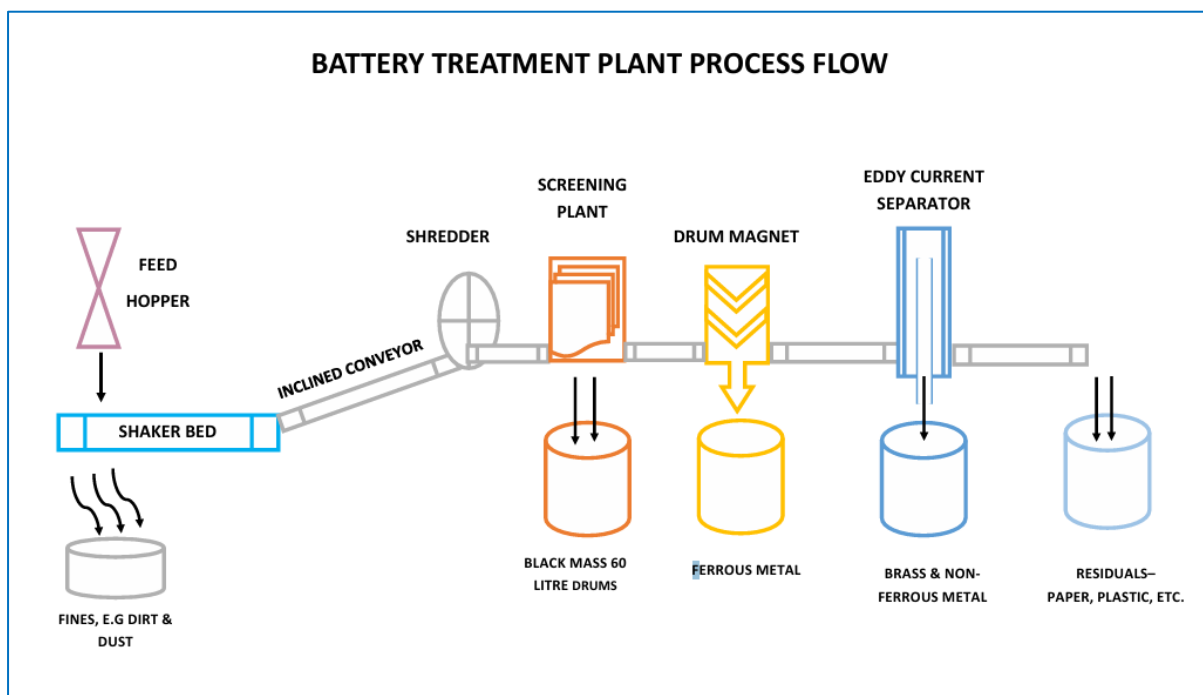 BATTERY TREATMENT PLANT PROCESS FLOW
FEED
HOPPER
SHAKER BED
FINES, E.G DIRT &
DUST
INCLINED CONVEYOR
SHREDDER
SCREENING
PLANT
BLACK MASS 60
LITRE DRUMS
DRUM MAGNET
FERROUS METAL
EDDY CURRENT
SEPARATOR
BRASS & NON-
FERROUS METAL
RESIDUALS–
PAPER, PLASTIC, ETC.